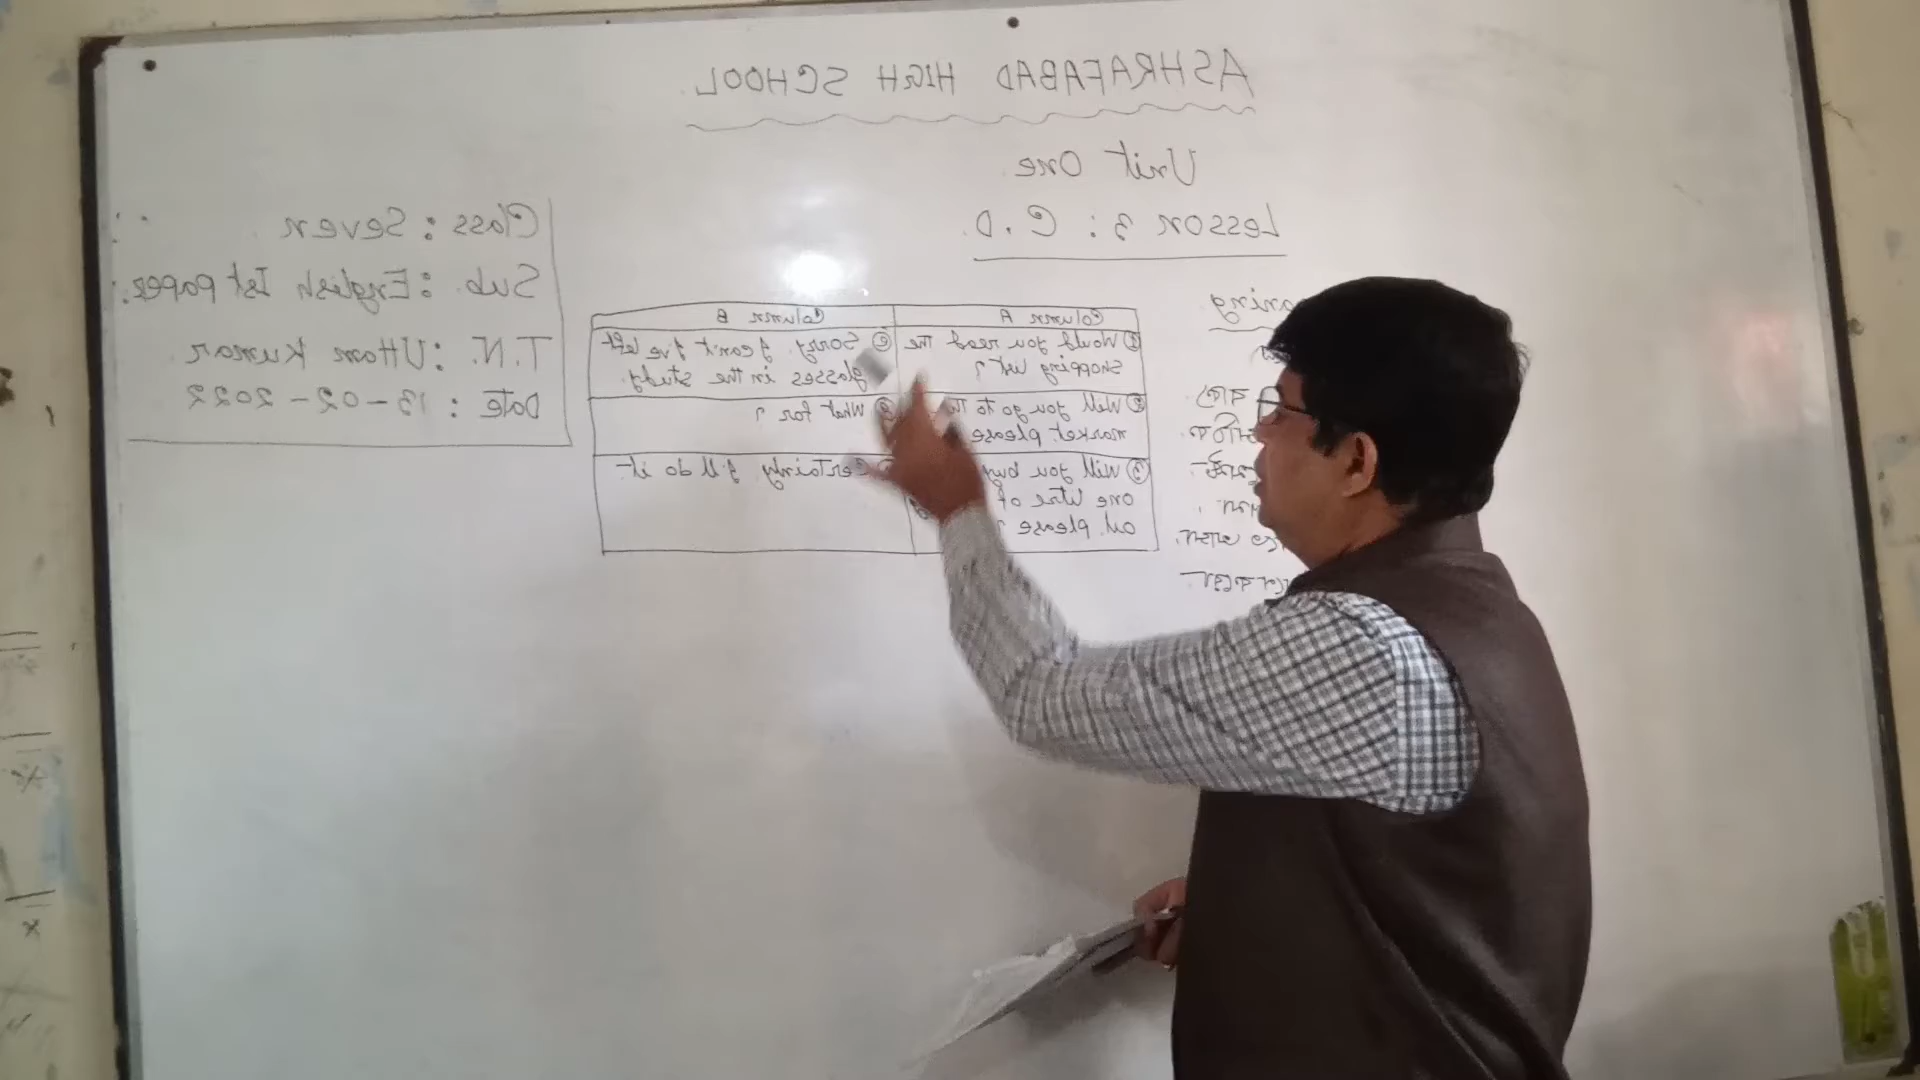 ASHRAFABAD HIGH SCHOOL.
Unit One
Lesson 3: C.D.
Class: Seven
Sub: English 1st paper.
T.N.: Uttam Kumar
Date: 13-02-2022
Column A
① Would you read the
shopping list?
② Will you go to the
market please
③ Will you buy
one litre of
oil please ?
Column B
Sorry, I can't I've left
glasses in the study.
What for?
Certainly I'll do it.